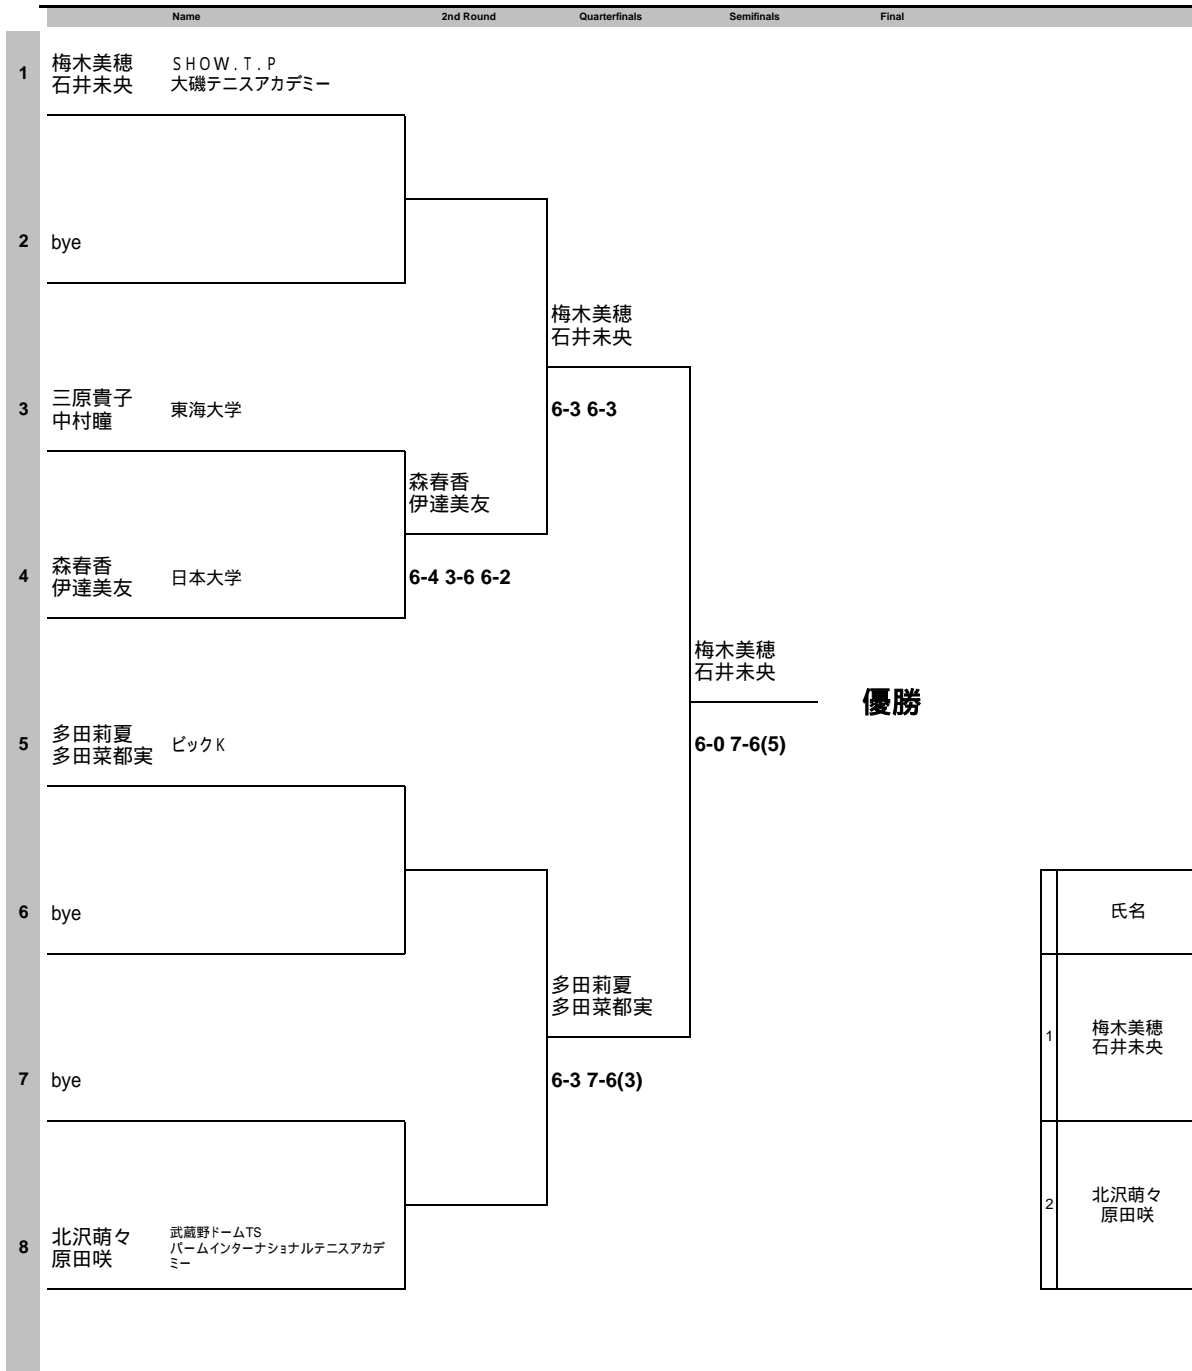 Name 2nd Round Quarterfinals Semifinals Final
1 梅木美穂 SHOW.T.P
石井未央 大磯テニスアカデミー
2 bye
梅木美穂
石井未央
3 三原貴子
中村瞳 東海大学
6-3 6-3
森春香
伊達美友
4 森春香
伊達美友 日本大学
6-4 3-6 6-2
梅木美穂
石井未央
優勝
5 多田莉夏
多田菜都実 ビックK
6-0 7-6(5)
6 bye
氏名
多田莉夏
多田菜都実
1 梅木美穂
石井未央
7 bye
6-3 7-6(3)
2 北沢萌々
原田咲
8 北沢萌々
原田咲
武蔵野ドームTS
パームインターナショナルテニスアカデ
ミー